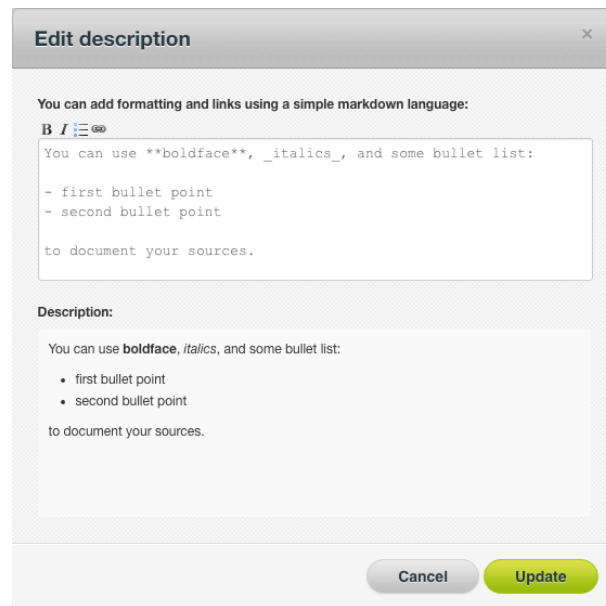 Edit description
×
You can add formatting and links using a simple markdown language:
B I
You can use **boldface**, _italics_, and some bullet list:
- first bullet point
- second bullet point
to document your sources.
Description:
You can use boldface, italics, and some bullet list:
• first bullet point
• second bullet point
to document your sources.
Cancel Update